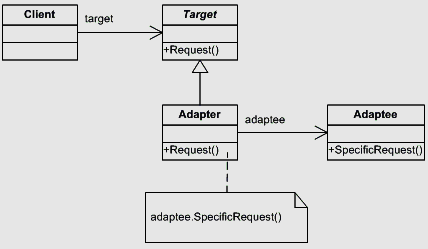 Client
target
Target
+Request()
Adapter
+Request()
adaptee
Adaptee
+SpecificRequest()
adaptee.SpecificRequest()